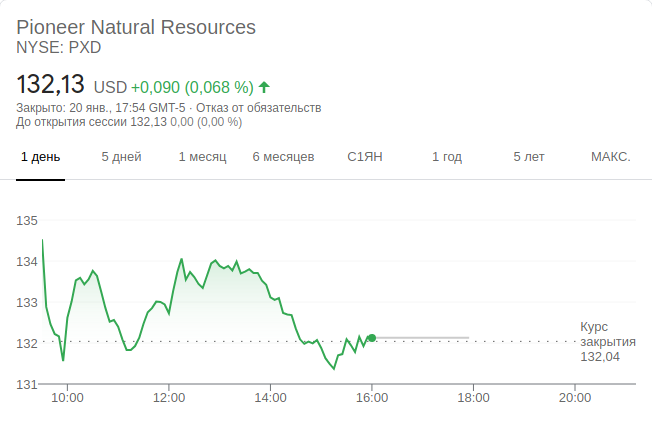 Pioneer Natural Resources
NYSE: PXD
132,13 USD +0,090 (0,068 %)
Закрыто: 20 янв., 17:54 GMT-5 · Отказ от обязательств
До открытия сессии 132,13 0,00 (0,00 %)
1 день 5 дней 1 месяц 6 месяцев С1ЯН 1 год 5 лет МАКС.
135
134
133
132
131
Курс
закрытия
132,04
10:00 12:00 14:00 16:00 18:00 20:00